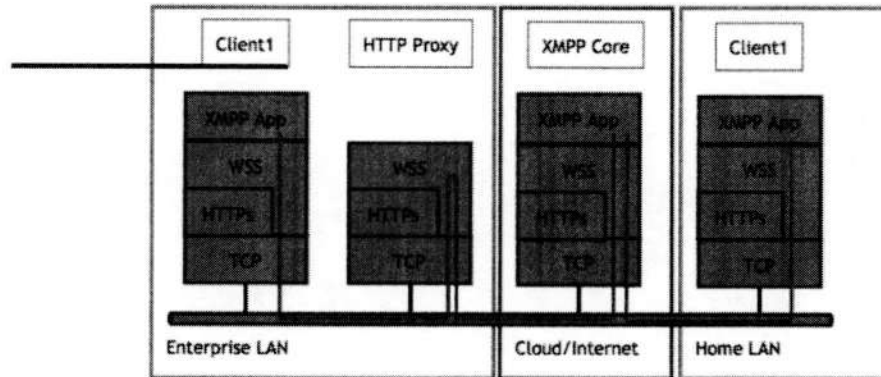 Client1
HTTP Proxy
XMPP Core
Client1
XMPP App
WSS
HTTPs
TCP
WSS
HTTPs
TCP
XMPP App
WSS
HTTPs
TCP
XMPP App
WSS
HTTPs
TCP
Enterprise LAN
Cloud/Internet
Home LAN